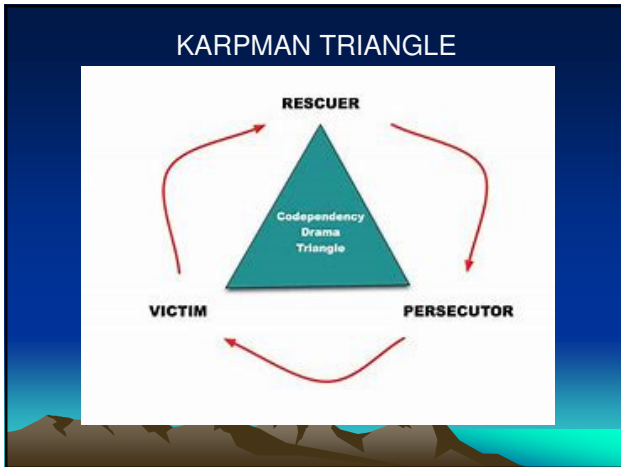 KARPMAN TRIANGLE
RESCUER
Codependency
Drama
Triangle
VICTIM
PERSECUTOR